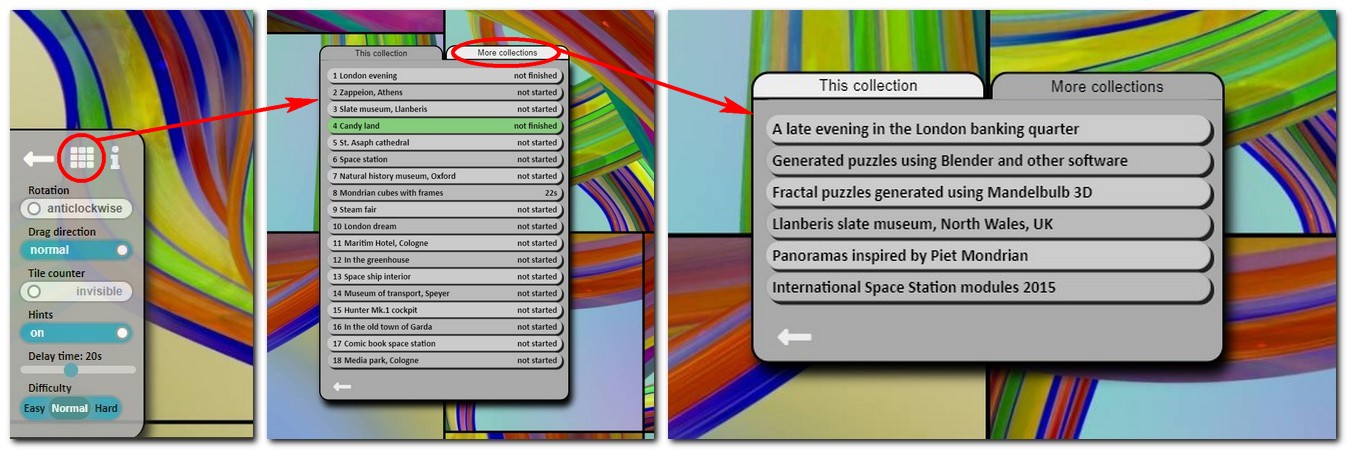 Rotation
anticlockwise
Drag direction
normal
Tile counter
invisible
Hints
on
Delay time: 20s
Difficulty
Easy Normal Hard
This collection More collections
1 London evening not finished
2 Zappeion, Athens not started
3 Slate museum, Llanberis not started
4 Candy land not finished
5 St. Asaph cathedral not started
6 Space station not started
7 Natural history museum, Oxford not started
8 Mondrian cubes with frames 22s
9 Steam fair not started
10 London dream not started
11 Maritim Hotel, Cologne not started
12 In the greenhouse not started
13 Space ship interior not started
14 Museum of transport, Speyer not started
15 Hunter Mk.1 cockpit not started
16 In the old town of Garda not started
17 Comic book space station not started
18 Media park, Cologne not started
This collection More collections
A late evening in the London banking quarter
Generated puzzles using Blender and other software
Fractal puzzles generated using Mandelbulb 3D
Llanberis slate museum, North Wales, UK
Panoramas inspired by Piet Mondrian
International Space Station modules 2015